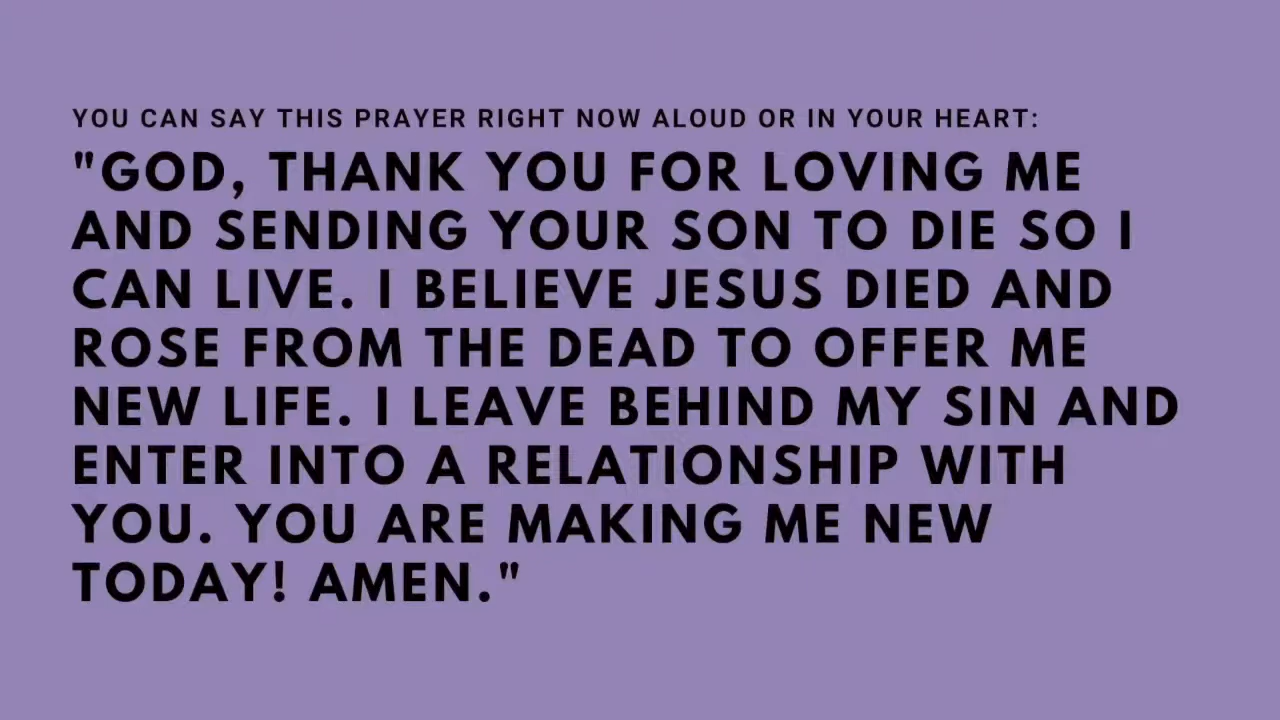 YOU CAN SAY THIS PRAYER RIGHT NOW ALOUD OR IN YOUR HEART:
"GOD, THANK YOU FOR LOVING ME
AND SENDING YOUR SON TO DIE SO I
CAN LIVE. I BELIEVE JESUS DIED AND
ROSE FROM THE DEAD TO OFFER ME
NEW LIFE. I LEAVE BEHIND MY SIN AND
ENTER INTO A RELATIONSHIP WITH
YOU. YOU ARE MAKING ME NEW
TODAY! AMEN."